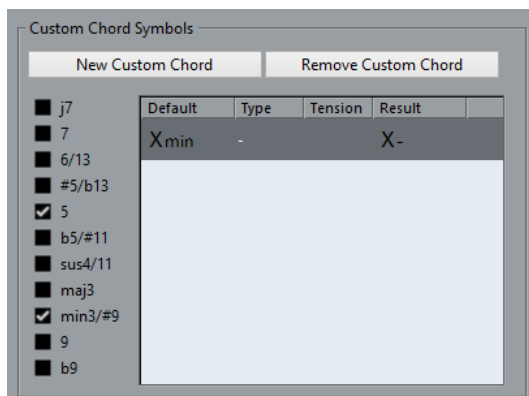 Custom Chord Symbols
New Custom Chord Remove Custom Chord
j7
7
6/13
#5/b13
5
b5/#11
sus4/11
maj3
min3/#9
9
b9
Default Type Tension Result
Xmin - X-